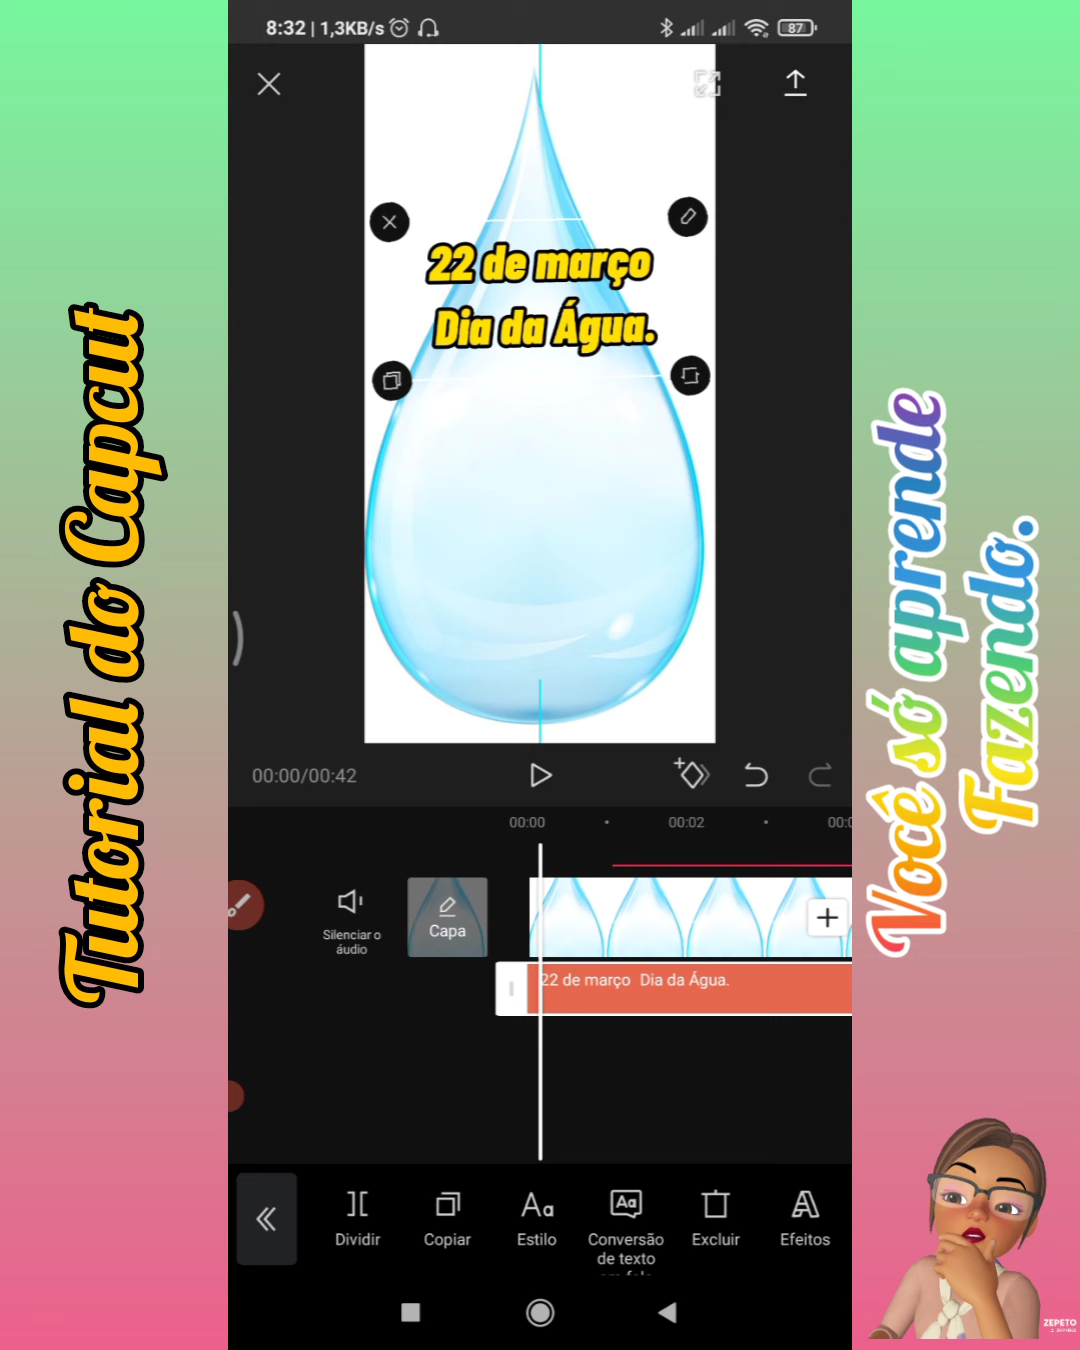 8:32 | 1,3KB/s
87
22 de março
Dia da Água.
Tutorial do Capcut
Você só aprende
Fazendo.
00:00/00:42
00:00
00:02
Silenciar o
áudio
Capa
22 de março Dia da Água.
Dividir
Copiar
Estilo
Conversão
de texto
Excluir
Efeitos
ZEPETO